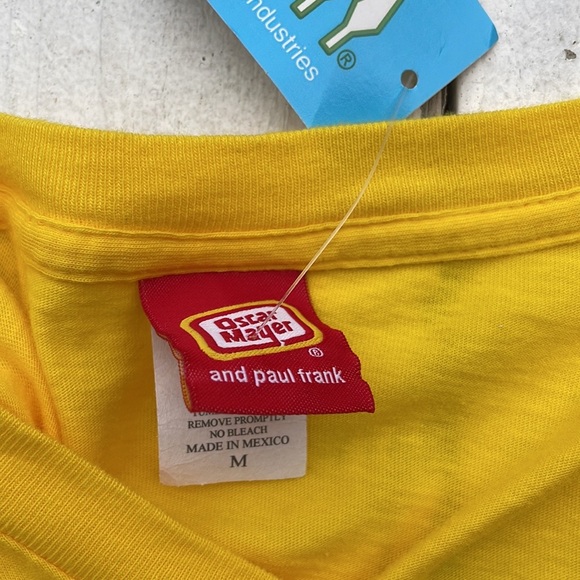 industries
®
Oscar
Mayer
®
and paul frank
REMOVE PROMPTLY
NO BLEACH
MADE IN MEXICO
M